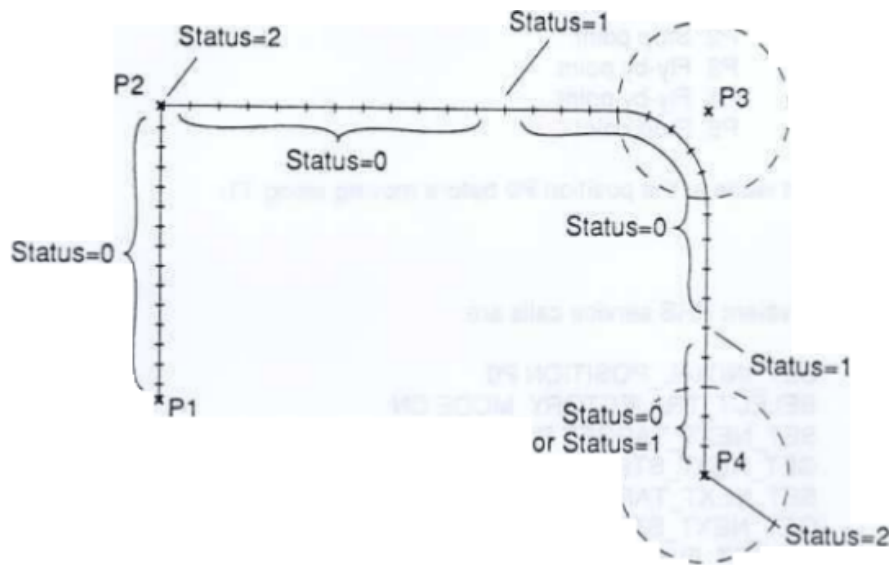 Status=2
Status=1
P2
P3
Status=0
Status=0
Status=0
Status=1
P1
Status=0
or Status=1
P4
Status=2